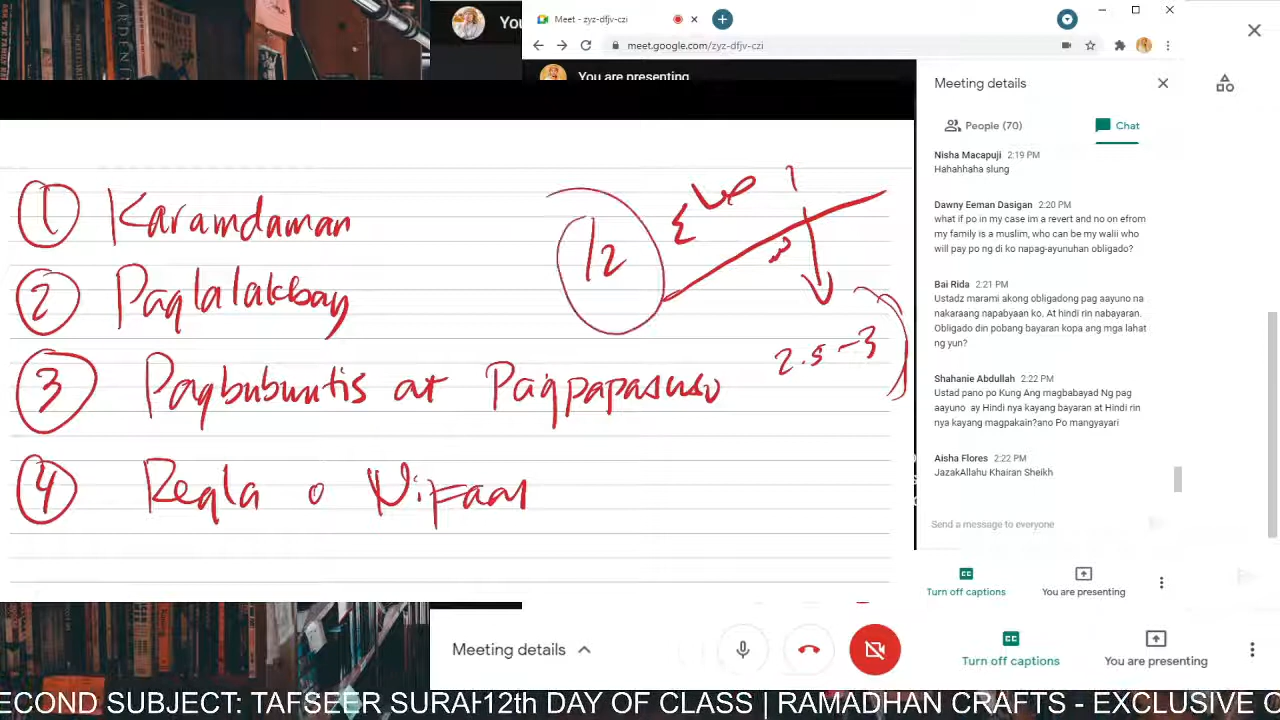 You
Meet - zyz-dfjv-czi
meet.google.com/zyz-dfjv-czi
You are presenting
① Karamdaman
② Paglalakbay
③ Pagbubuntis at Pagpapasuso
④ Regla o Nifaas
12
صاع
1
2.5 - 3
Meeting details
People (70)
Chat
Nisha Macapuji 2:19 PM
Hahahhaha slung
Dawny Eeman Dasigan 2:20 PM
what if po in my case im a revert and no on efrom
my family is a muslim, who can be my walii who
will pay po ng di ko napag-ayunuhan obligado?
Bai Rida 2:21 PM
Ustadz marami akong obligadong pag aayuno na
nakaraang napabyaan ko. At hindi rin nabayaran.
Obligado din pobang bayaran kopa ang mga lahat
ng yun?
Shahanie Abdullah 2:22 PM
Ustad pano po Kung Ang magbabayad Ng pag
aayuno ay Hindi nya kayang bayaran at Hindi rin
nya kayang magpakain?ano Po mangyayari
Aisha Flores 2:22 PM
JazakAllahu Khairan Sheikh
Send a message to everyone
CC
Turn off captions
You are presenting
Meeting details
CC
Turn off captions
You are presenting
ECOND SUBJECT: TAFSEER SURAH-12th DAY OF CLASS | RAMADHAN CRAFTS - EXCLUSIVE C